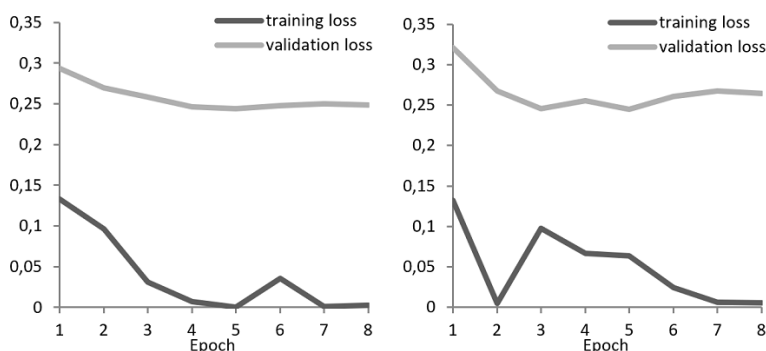 0,35
training loss
validation loss
0,3
0,25
0,2
0,15
0,1
0,05
0
1 2 3 4 5 6 7 8
Epoch
0,35
training loss
validation loss
0,3
0,25
0,2
0,15
0,1
0,05
0
1 2 3 4 5 6 7 8
Epoch